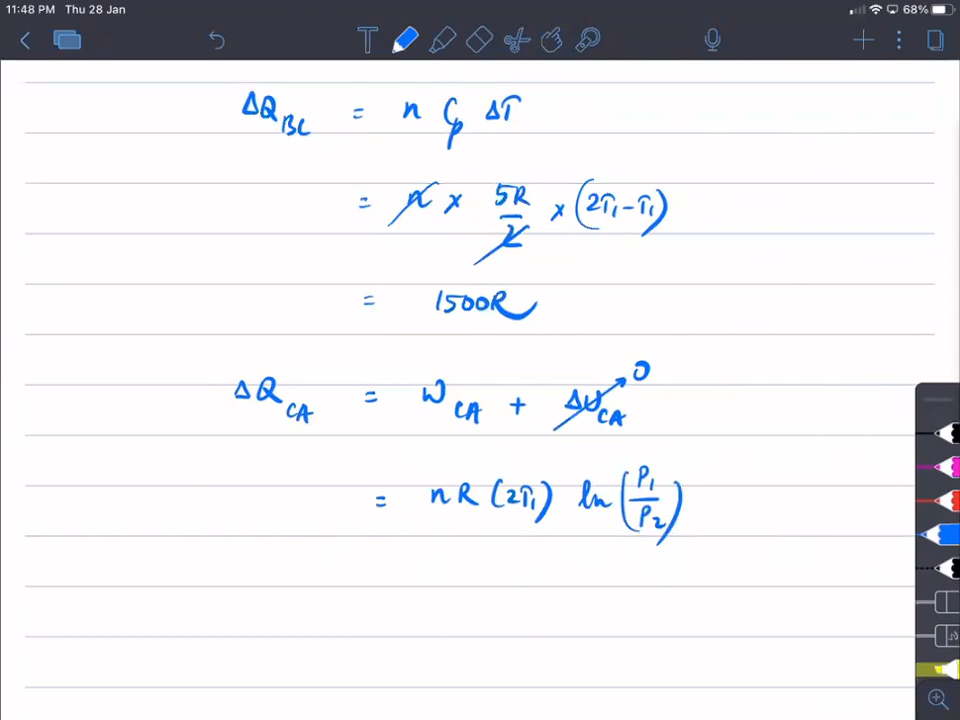 11:48 PM Thu 28 Jan 68%
T
ΔQ_BC = n Cp ΔT
= n × 5R/2 × (2T₁ - T₁)
= 1500R
ΔQ_CA = W_CA + ΔU_CA 0
= nR (2T₁) ln (P₁/P₂)